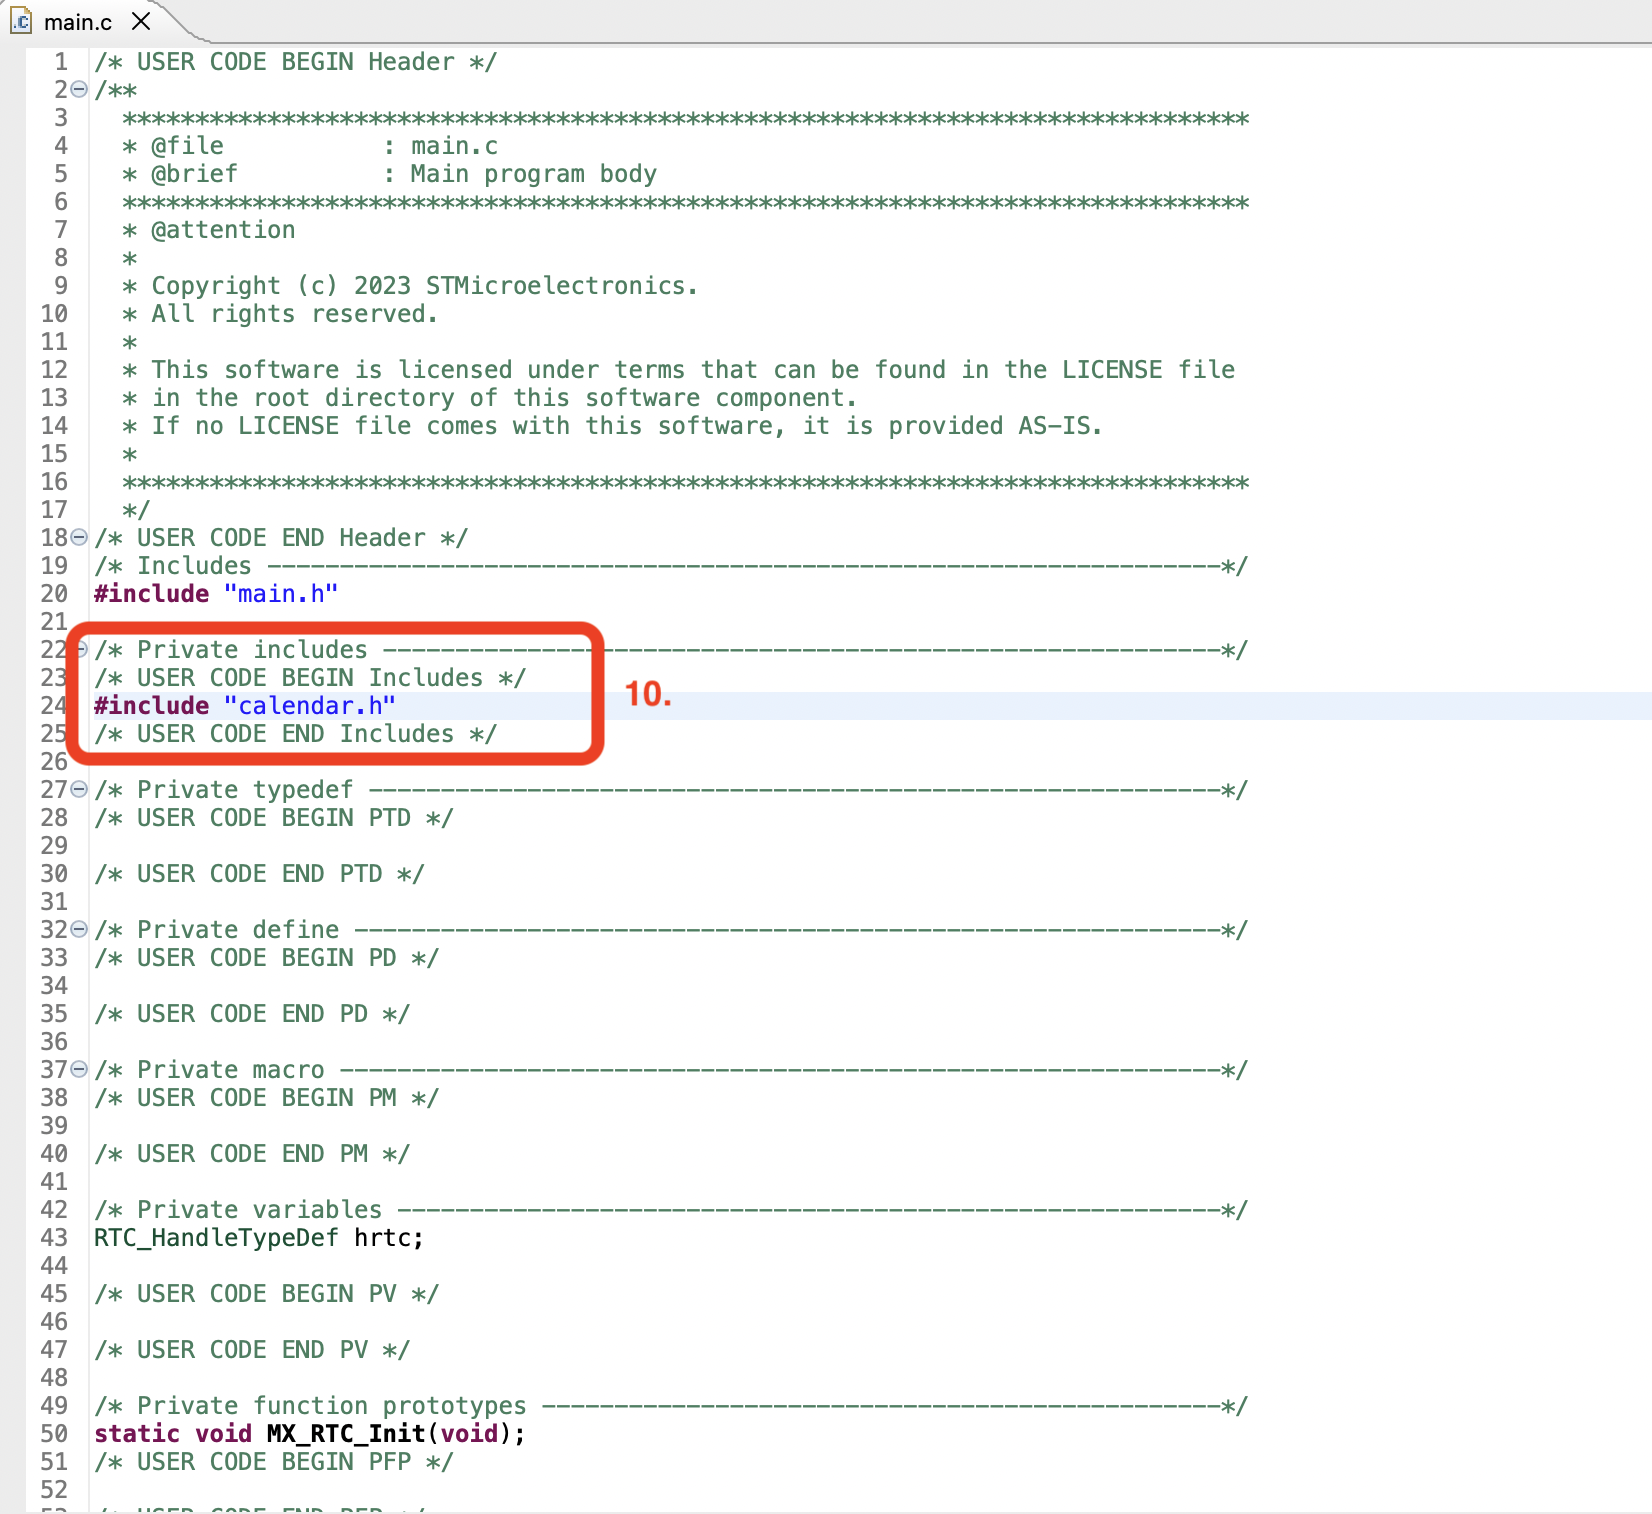 main.c
1 /* USER CODE BEGIN Header */
2 /**
3 ******************************************************************************
4 * @file           : main.c
5 * @brief          : Main program body
6 ******************************************************************************
7 * @attention
8 *
9 * Copyright (c) 2023 STMicroelectronics.
10 * All rights reserved.
11 *
12 * This software is licensed under terms that can be found in the LICENSE file
13 * in the root directory of this software component.
14 * If no LICENSE file comes with this software, it is provided AS-IS.
15 *
16 ******************************************************************************
17 */
18 /* USER CODE END Header */
19 /* Includes ------------------------------------------------------------------*/
20 #include "main.h"
21
22 /* Private includes ----------------------------------------------------------*/
23 /* USER CODE BEGIN Includes */
24 #include "calendar.h" 10.
25 /* USER CODE END Includes */
26
27 /* Private typedef -----------------------------------------------------------*/
28 /* USER CODE BEGIN PTD */
29
30 /* USER CODE END PTD */
31
32 /* Private define ------------------------------------------------------------*/
33 /* USER CODE BEGIN PD */
34
35 /* USER CODE END PD */
36
37 /* Private macro -------------------------------------------------------------*/
38 /* USER CODE BEGIN PM */
39
40 /* USER CODE END PM */
41
42 /* Private variables ---------------------------------------------------------*/
43 RTC_HandleTypeDef hrtc;
44
45 /* USER CODE BEGIN PV */
46
47 /* USER CODE END PV */
48
49 /* Private function prototypes -----------------------------------------------*/
50 static void MX_RTC_Init(void);
51 /* USER CODE BEGIN PFP */
52